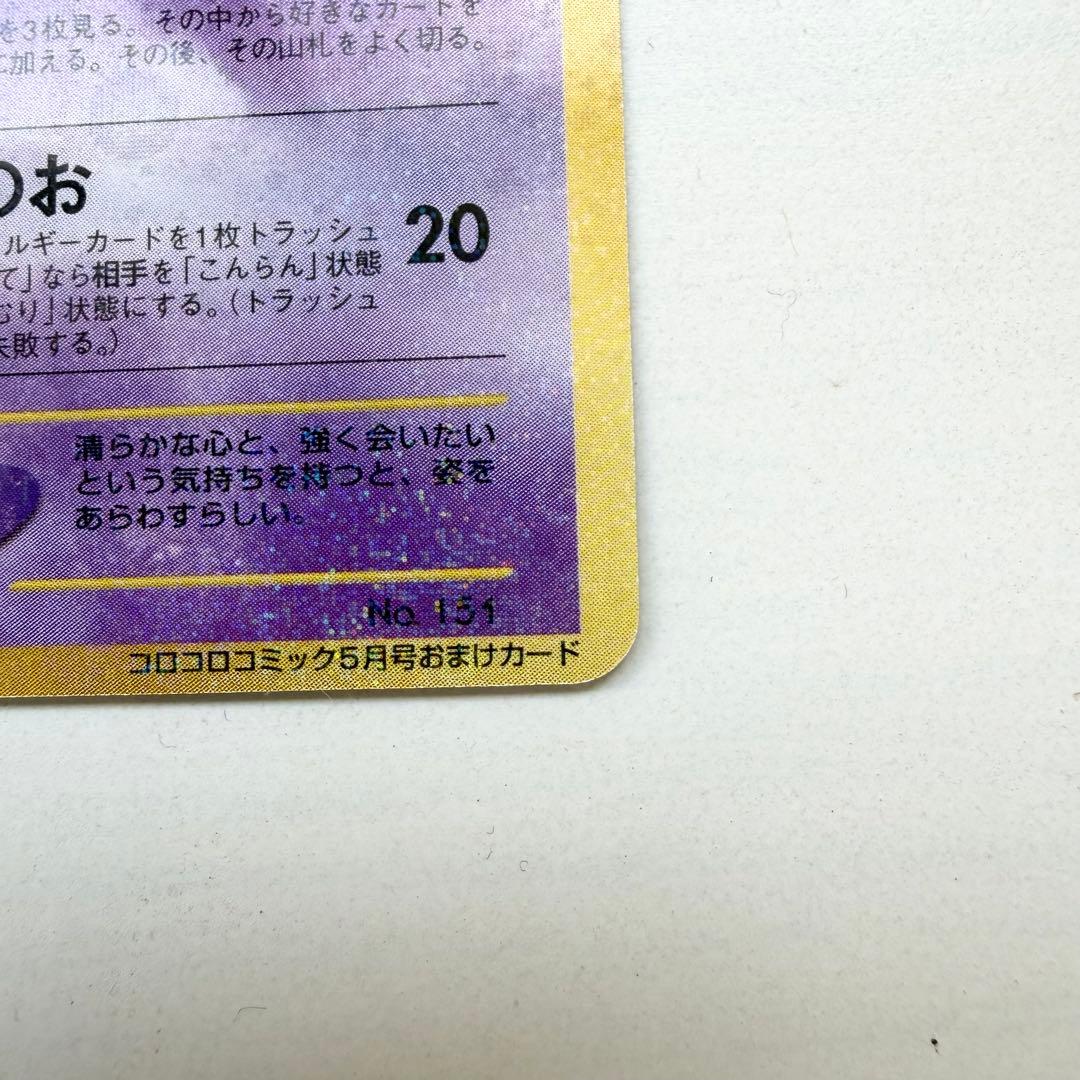 を3枚見る。その中から好きなカードを
に加える。その後、その山札をよく切る。
のお
ルギーカードを1枚トラッシュ
て」なら相手を「こんらん」状態
むり」状態にする。（トラッシュ
失敗する。）
20
清らかな心と、強く会いたい
という気持ちを持つと、姿を
あらわすらしい。
No. 151
コロコロコミック5月号おまけカード